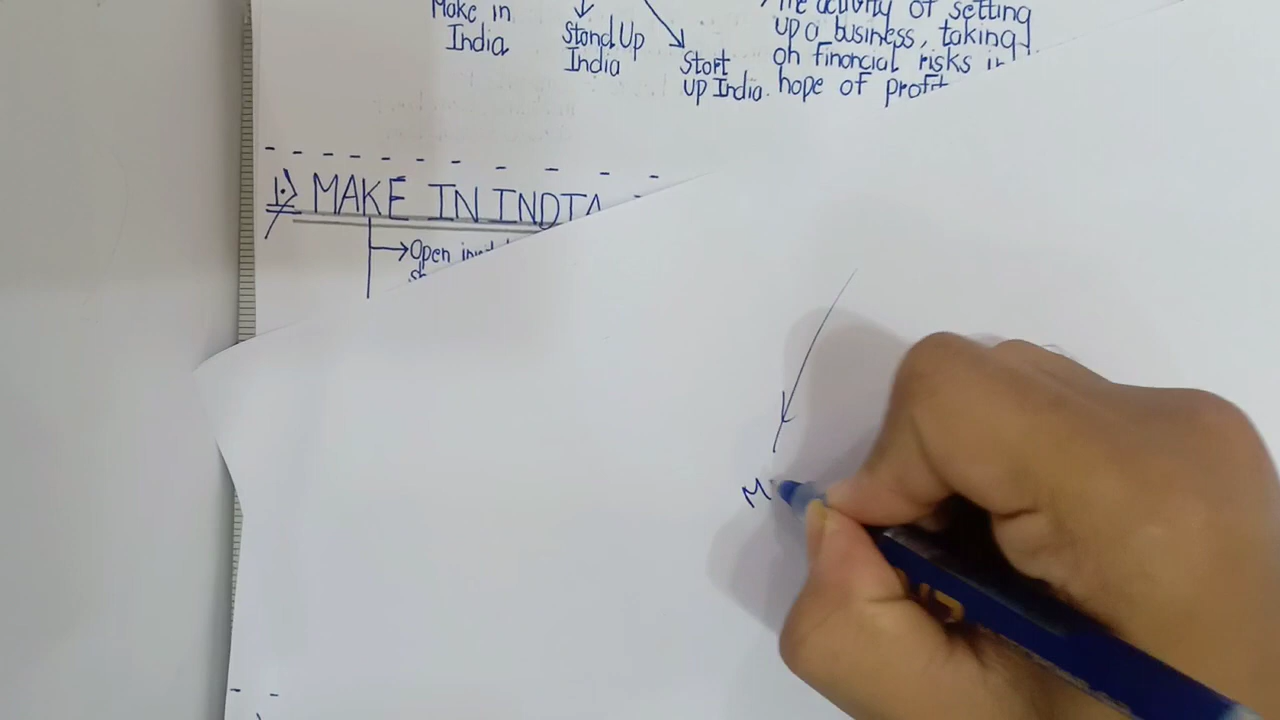 Make in
India
Stand Up
India
Start
up India.
The activity of setting
up a business, taking
on financial risks in
hope of profit
1.) MAKE IN INDIA
Open
M